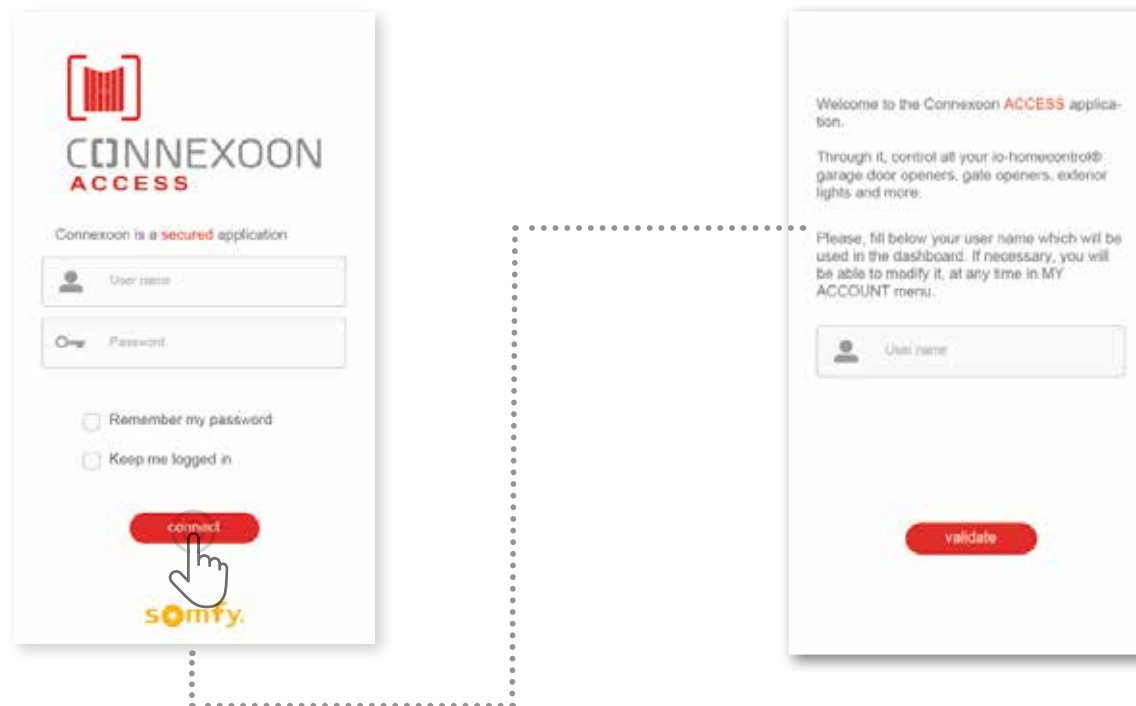 CONNEXOON
ACCESS
Connexoon is a secured application
User name
Password
Remember my password
Keep me logged in
connect
somfy.
Welcome to the Connexoon ACCESS applica-
tion.
Through it, control all your io-homecontrol®
garage door openers, gate openers, exterior
lights and more.
Please, fill below your user name which will be
used in the dashboard. If necessary, you will
be able to modify it, at any time in MY
ACCOUNT menu.
User name
validate